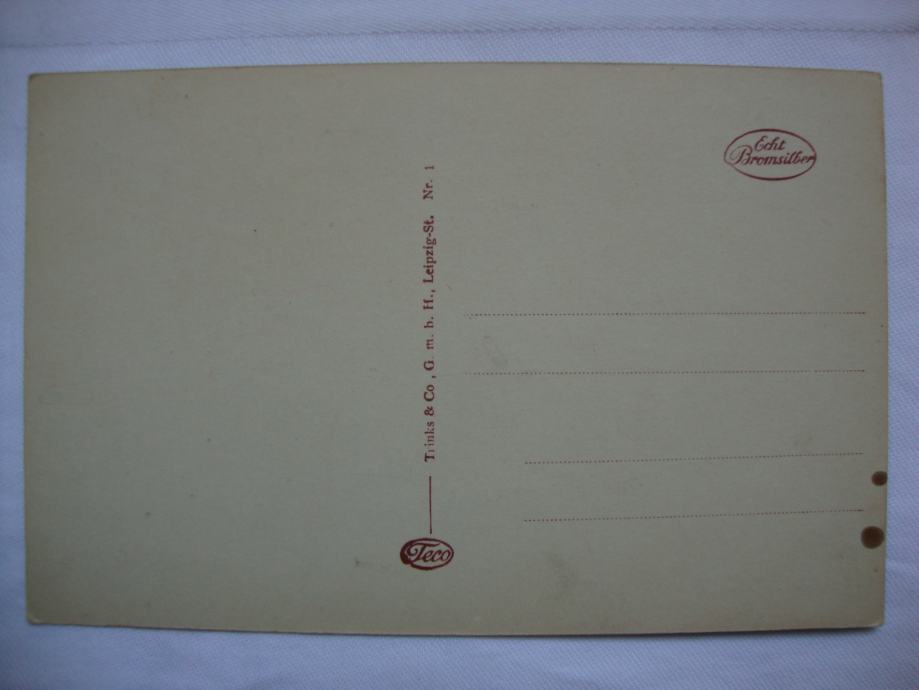 Echt
Bromsilber
Trinks & Co., G. m. b. H., Leipzig-St. Nr. 1
Teco